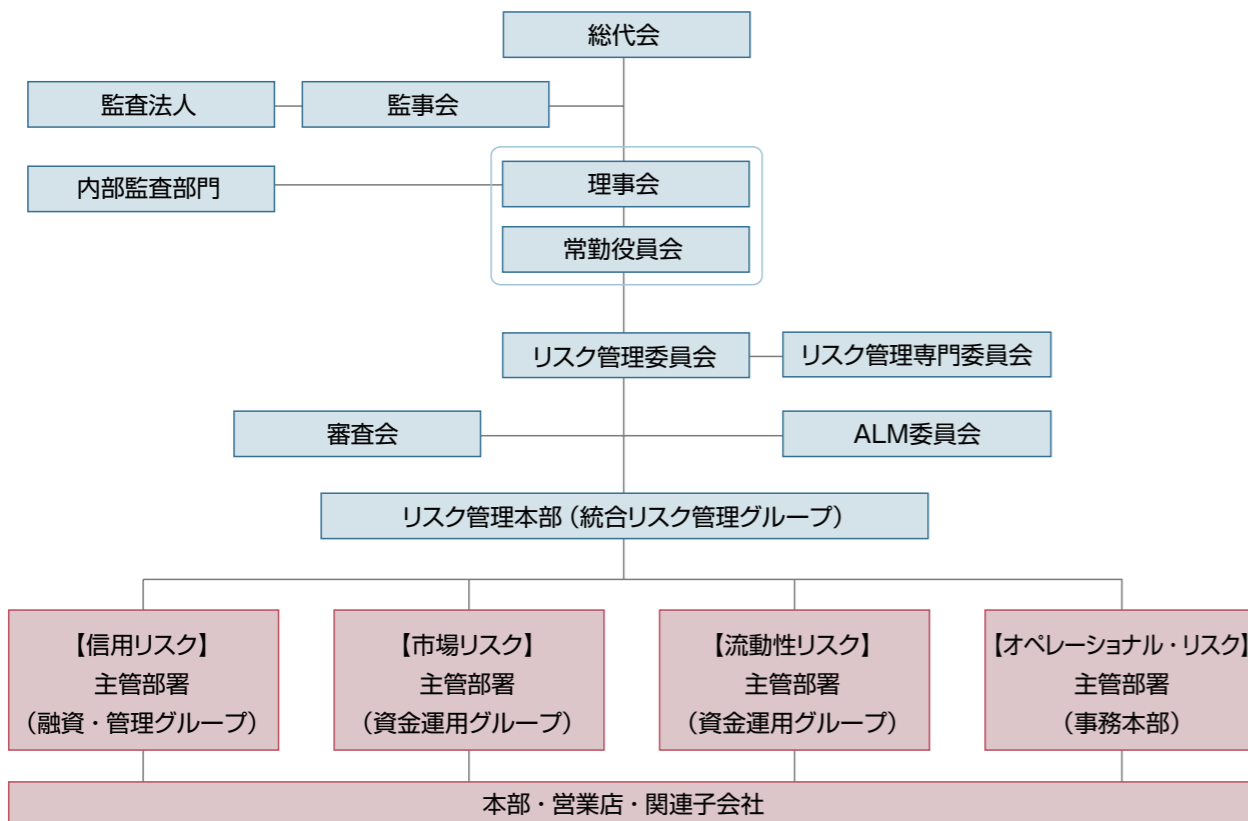 総代会
監査法人
監事会
内部監査部門
理事会
常勤役員会
リスク管理委員会
リスク管理専門委員会
審査会
ALM委員会
リスク管理本部（統合リスク管理グループ）
【信用リスク】
主管部署
（融資・管理グループ）
【市場リスク】
主管部署
（資金運用グループ）
【流動性リスク】
主管部署
（資金運用グループ）
【オペレーショナル・リスク】
主管部署
（事務本部）
本部・営業店・関連子会社